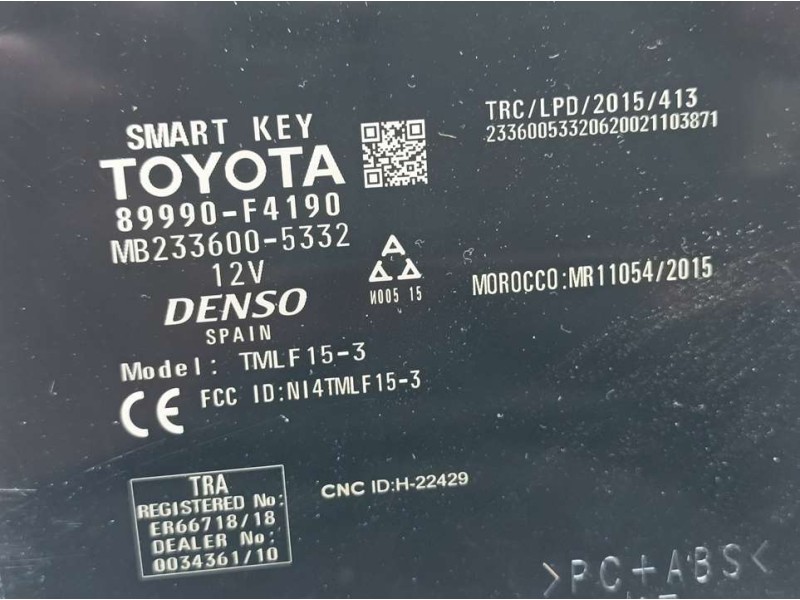 SMART KEY
TOYOTA
89990-F4190
MB233600-5332
12V
DENSO
SPAIN
Model: TMLF15-3
CE FCC ID:NI4TMLF15-3
TRC/LPD/2015/413
23360053320620021103871
AAA
И005 15
MOROCCO:MR11054/2015
TRA
REGISTERED No:
ER66718/18
DEALER No:
0034361/10
CNC ID:H-22429
>PC+ABS<